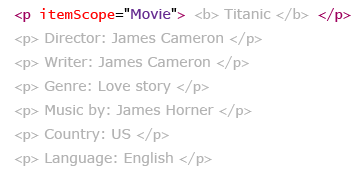 <p itemScope="Movie"> <b> Titanic </b> </p>
<p> Director: James Cameron </p>
<p> Writer: James Cameron </p>
<p> Genre: Love story </p>
<p> Music by: James Horner </p>
<p> Country: US </p>
<p> Language: English </p>